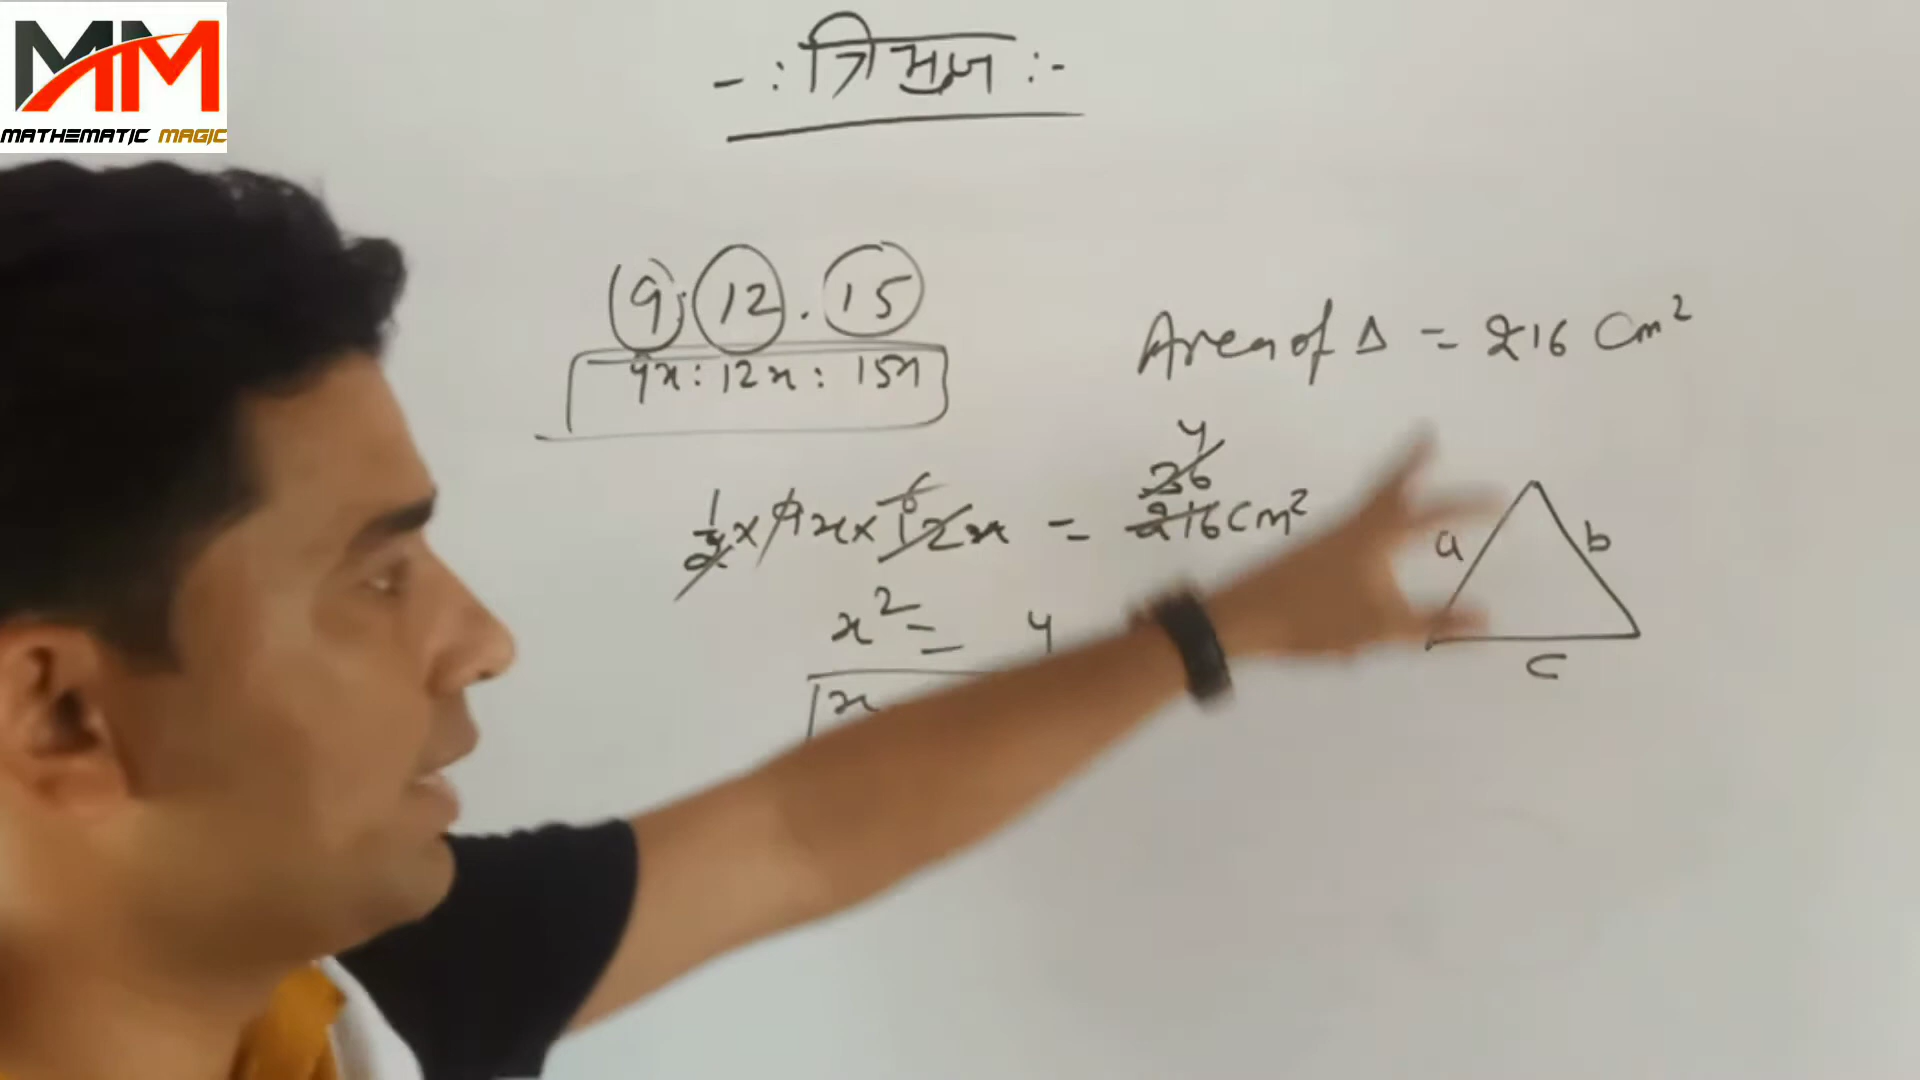 MM
MATHEMATIC MAGIC
-: त्रिभुज :-
9 : 12 . 15
9x : 12x : 15x
Area of Δ = 216 Cm²
4
36
6
1/2 x 9x x 12x = 216 Cm²
x² = 4
x
a
b
c